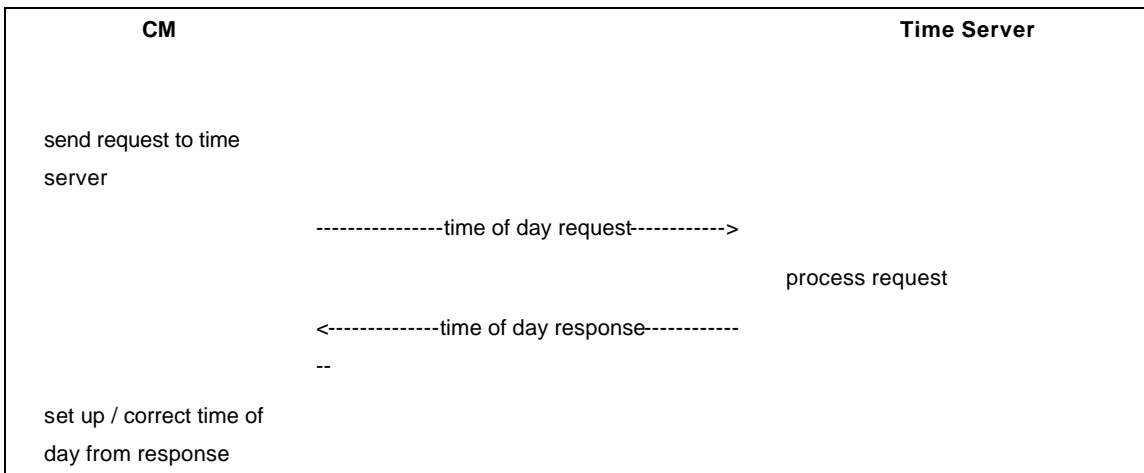 CM Time Server
send request to time
server
----------------time of day request------------>
process request
<--------------time of day response------------
--
set up / correct time of
day from response